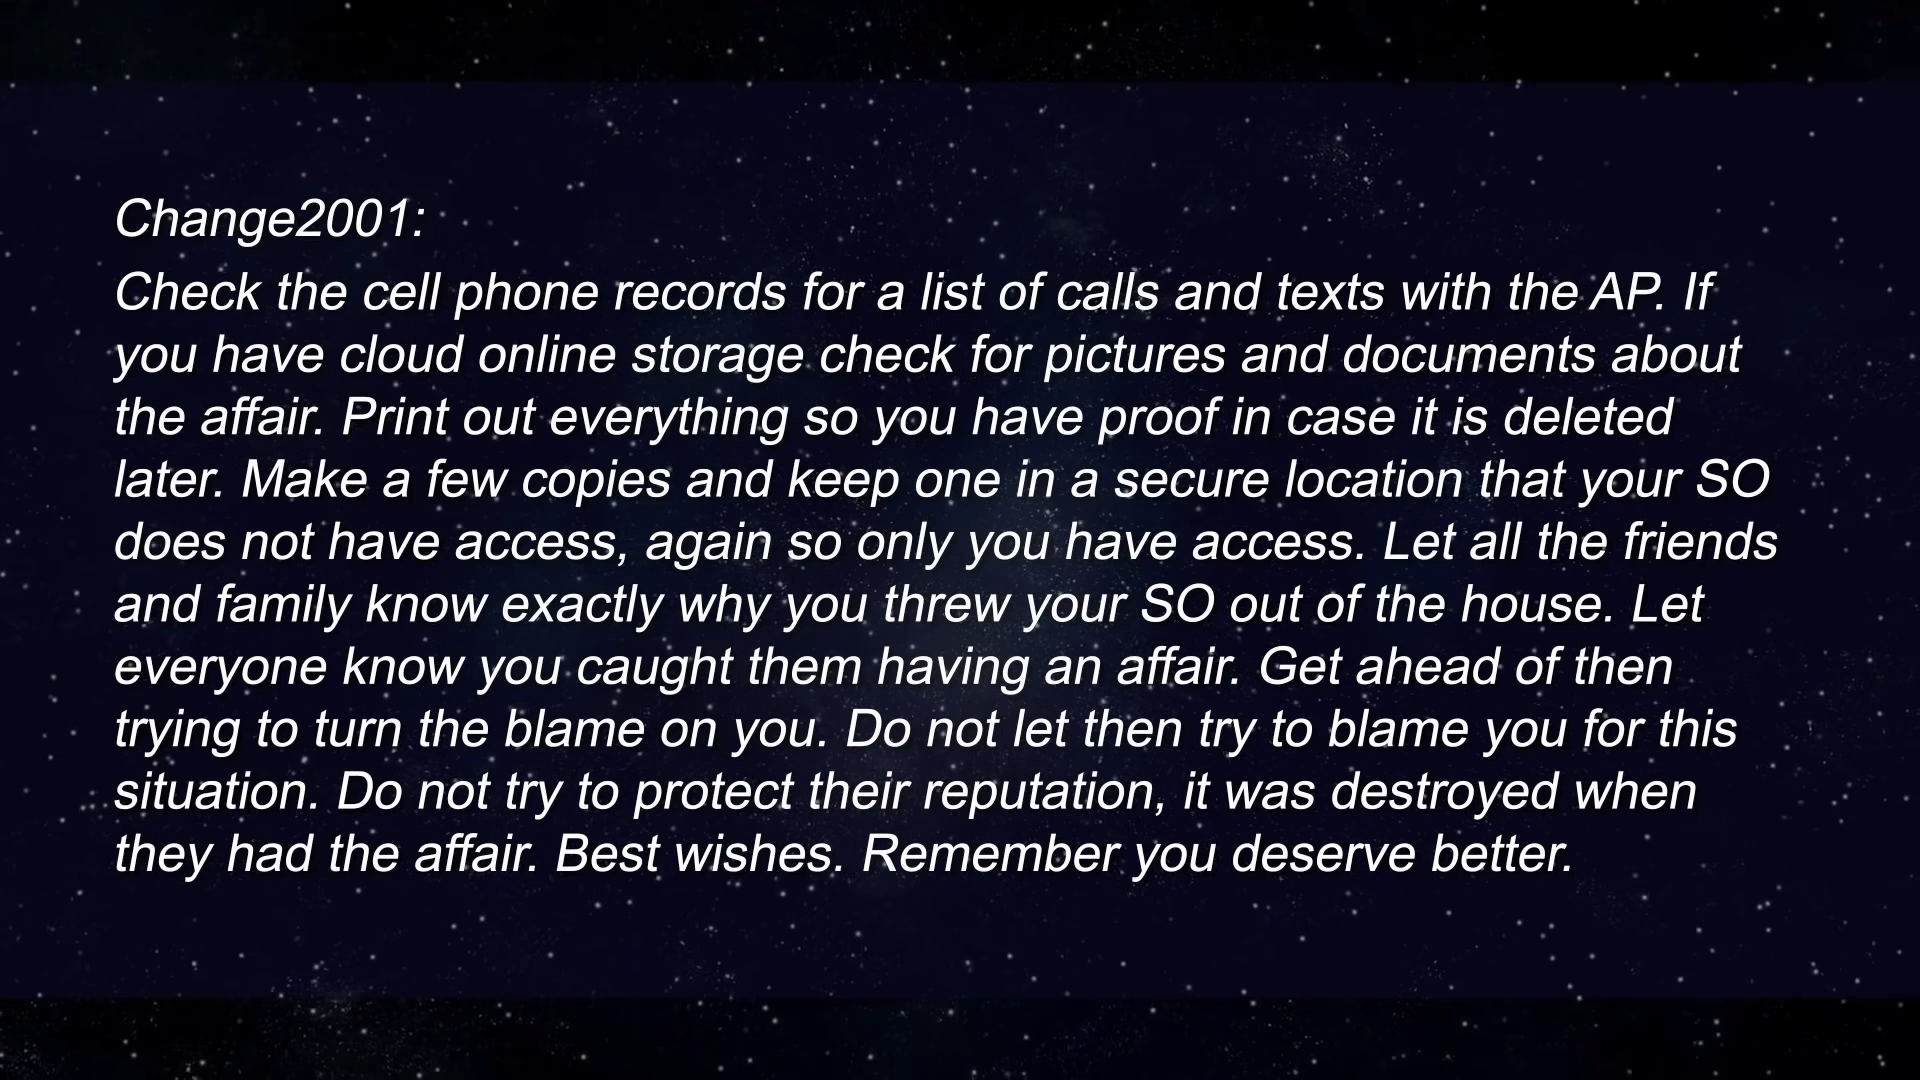 Change2001:
Check the cell phone records for a list of calls and texts with the AP. If
you have cloud online storage check for pictures and documents about
the affair. Print out everything so you have proof in case it is deleted
later. Make a few copies and keep one in a secure location that your SO
does not have access, again so only you have access. Let all the friends
and family know exactly why you threw your SO out of the house. Let
everyone know you caught them having an affair. Get ahead of then
trying to turn the blame on you. Do not let then try to blame you for this
situation. Do not try to protect their reputation, it was destroyed when
they had the affair. Best wishes. Remember you deserve better.